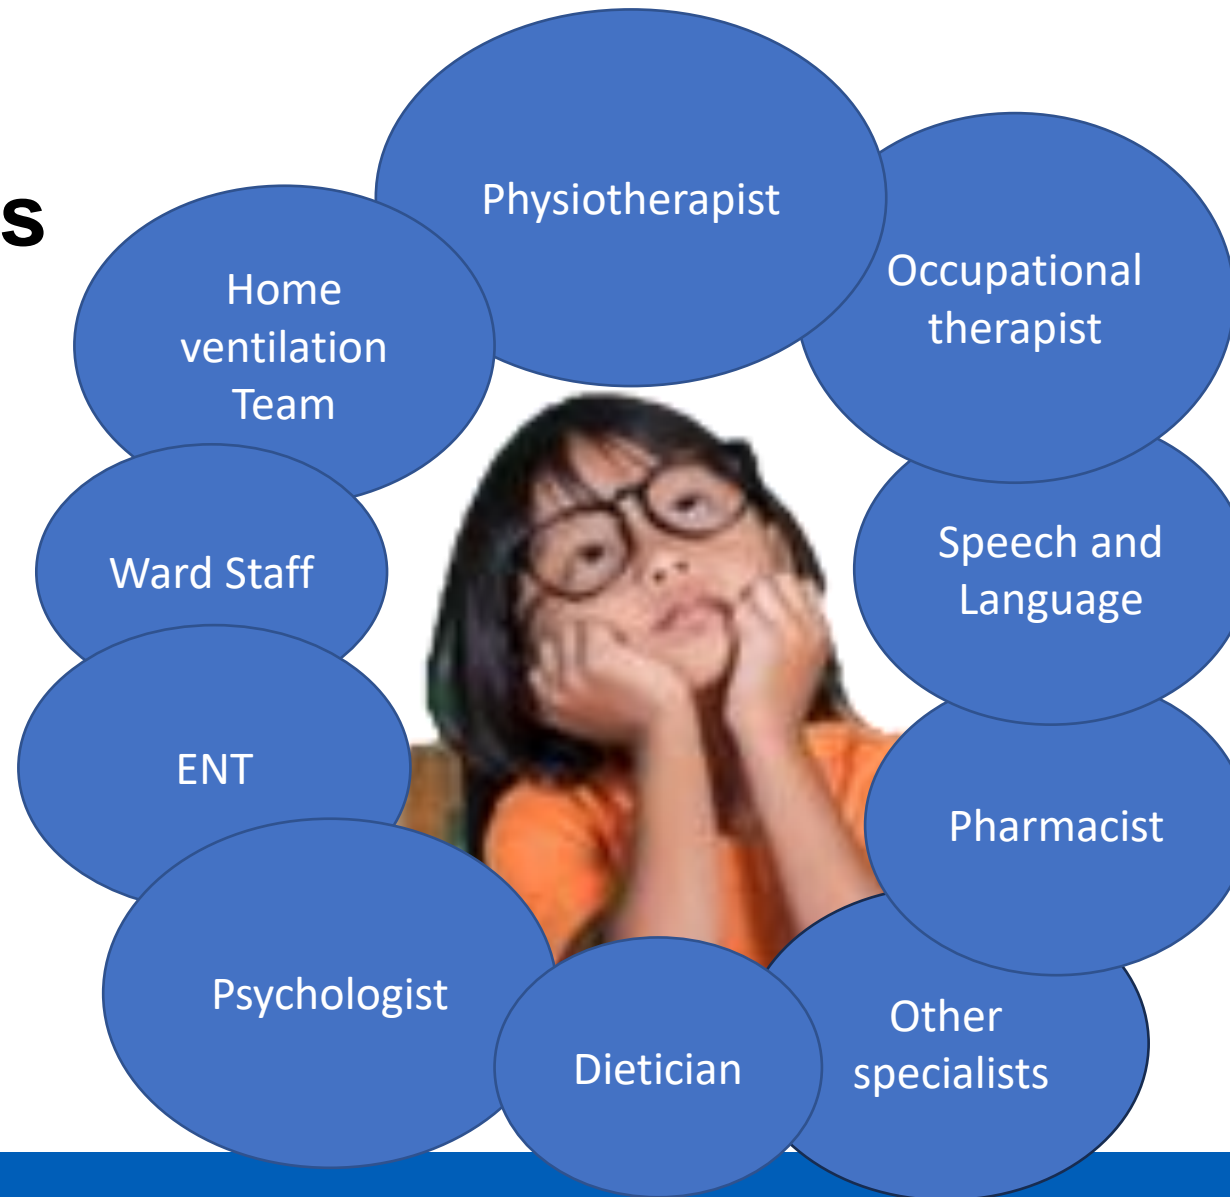 s
Physiotherapist
Occupational
therapist
Speech and
Language
Pharmacist
Other
specialists
Dietician
Psychologist
ENT
Ward Staff
Home
ventilation
Team